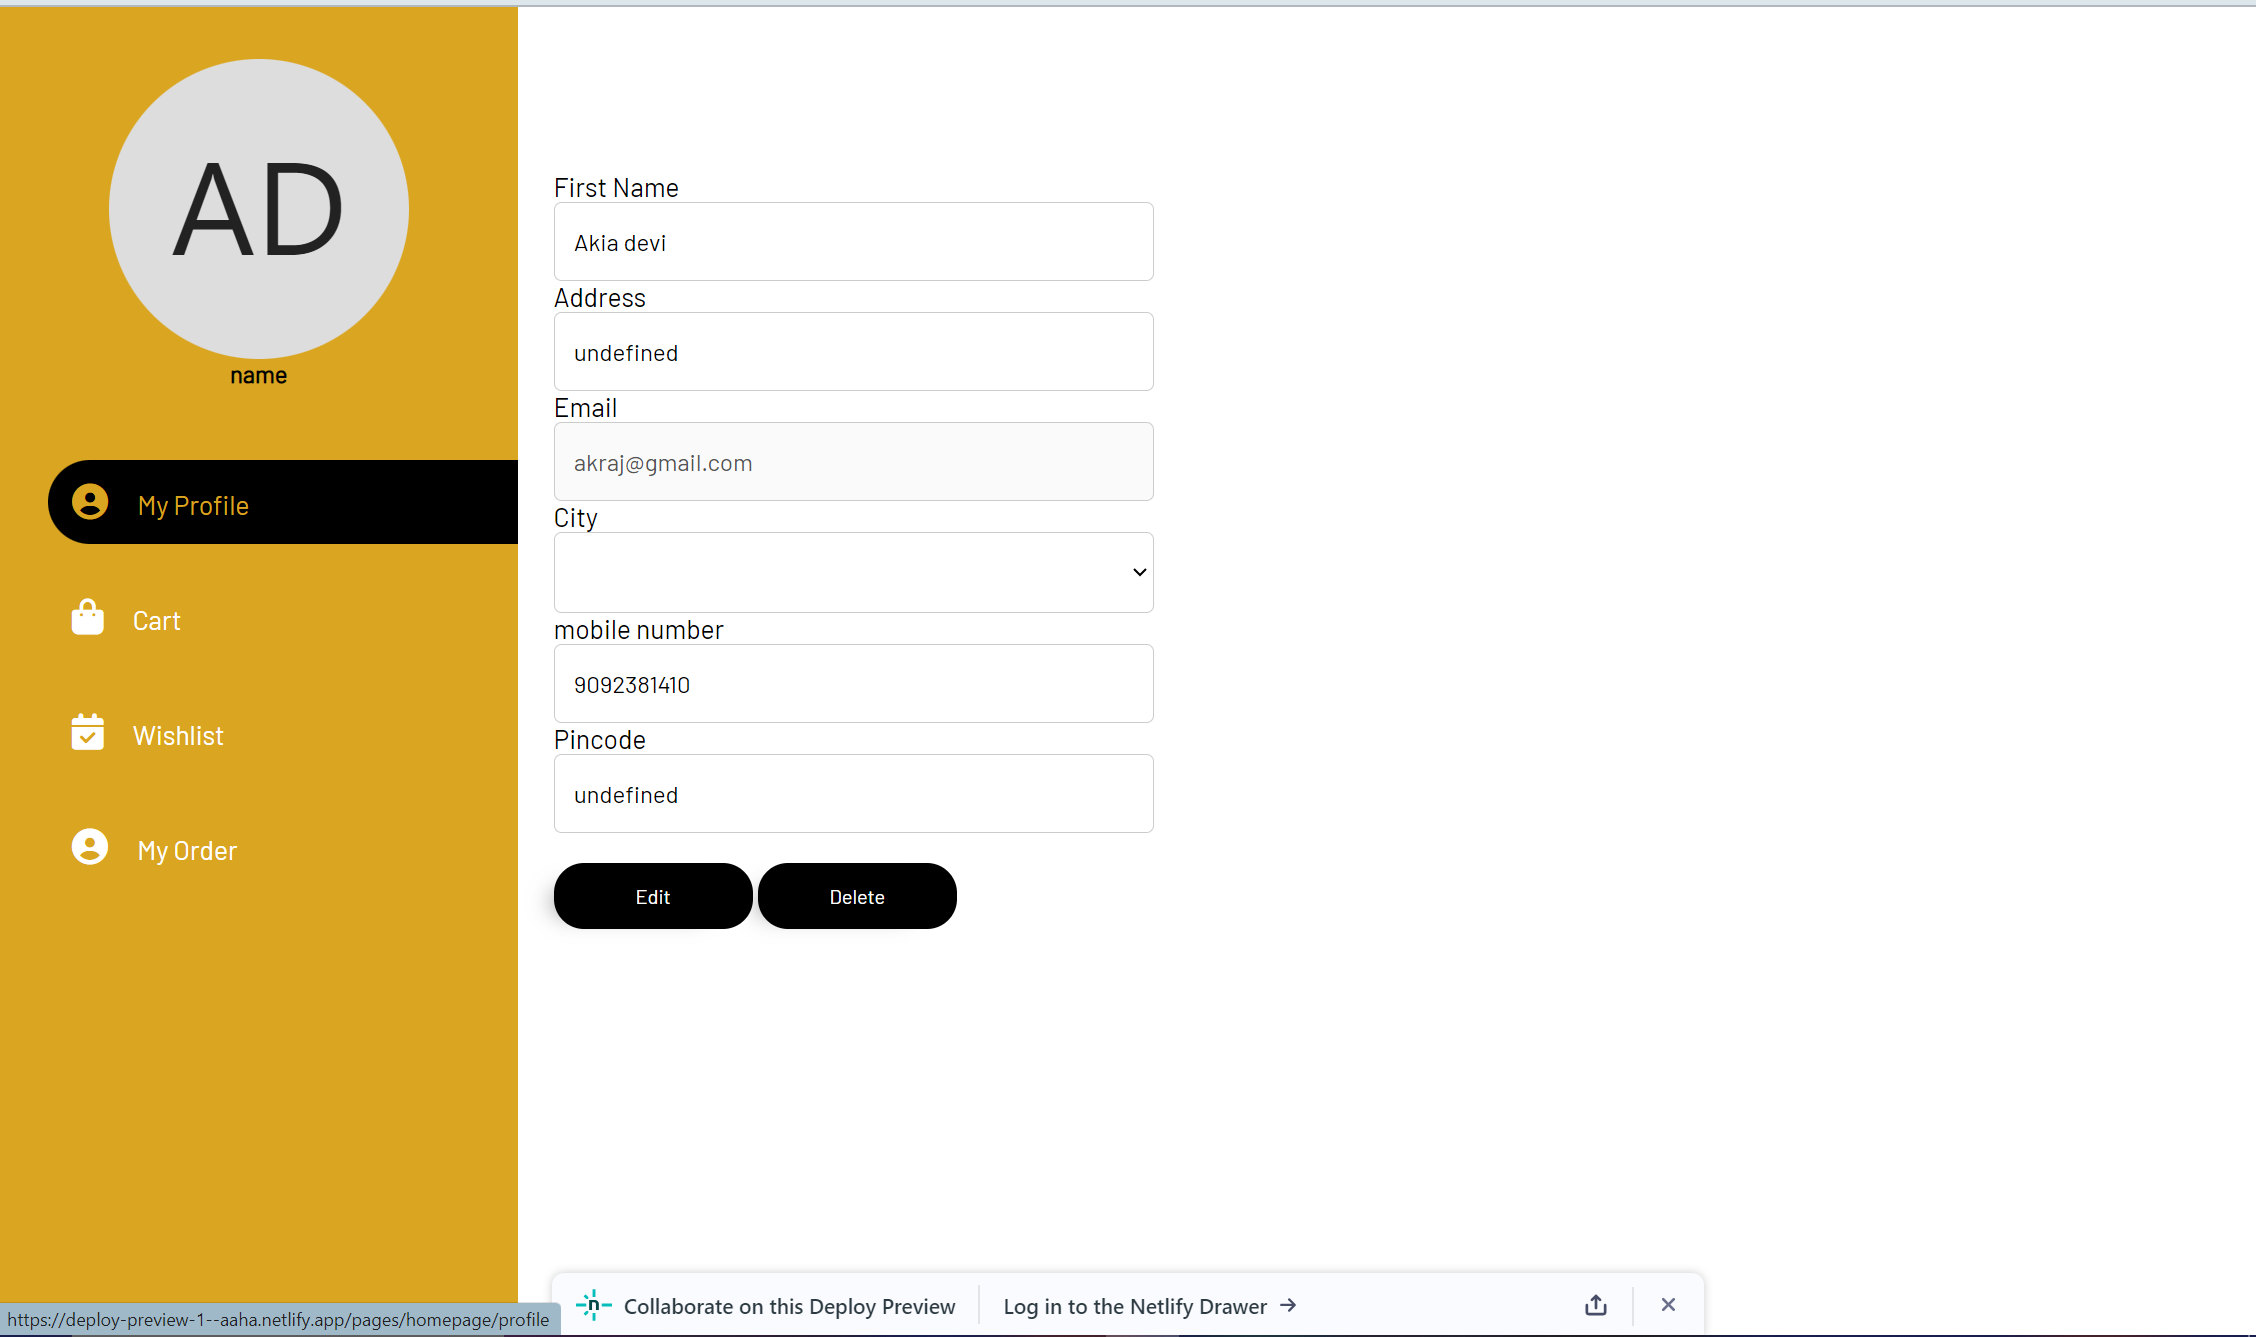 AD
name
My Profile
Cart
Wishlist
My Order
First Name
Akia devi
Address
undefined
Email
akraj@gmail.com
City
mobile number
9092381410
Pincode
undefined
Edit Delete
Collaborate on this Deploy Preview Log in to the Netlify Drawer →
https://deploy-preview-1--aaha.netlify.app/pages/homepage/profile